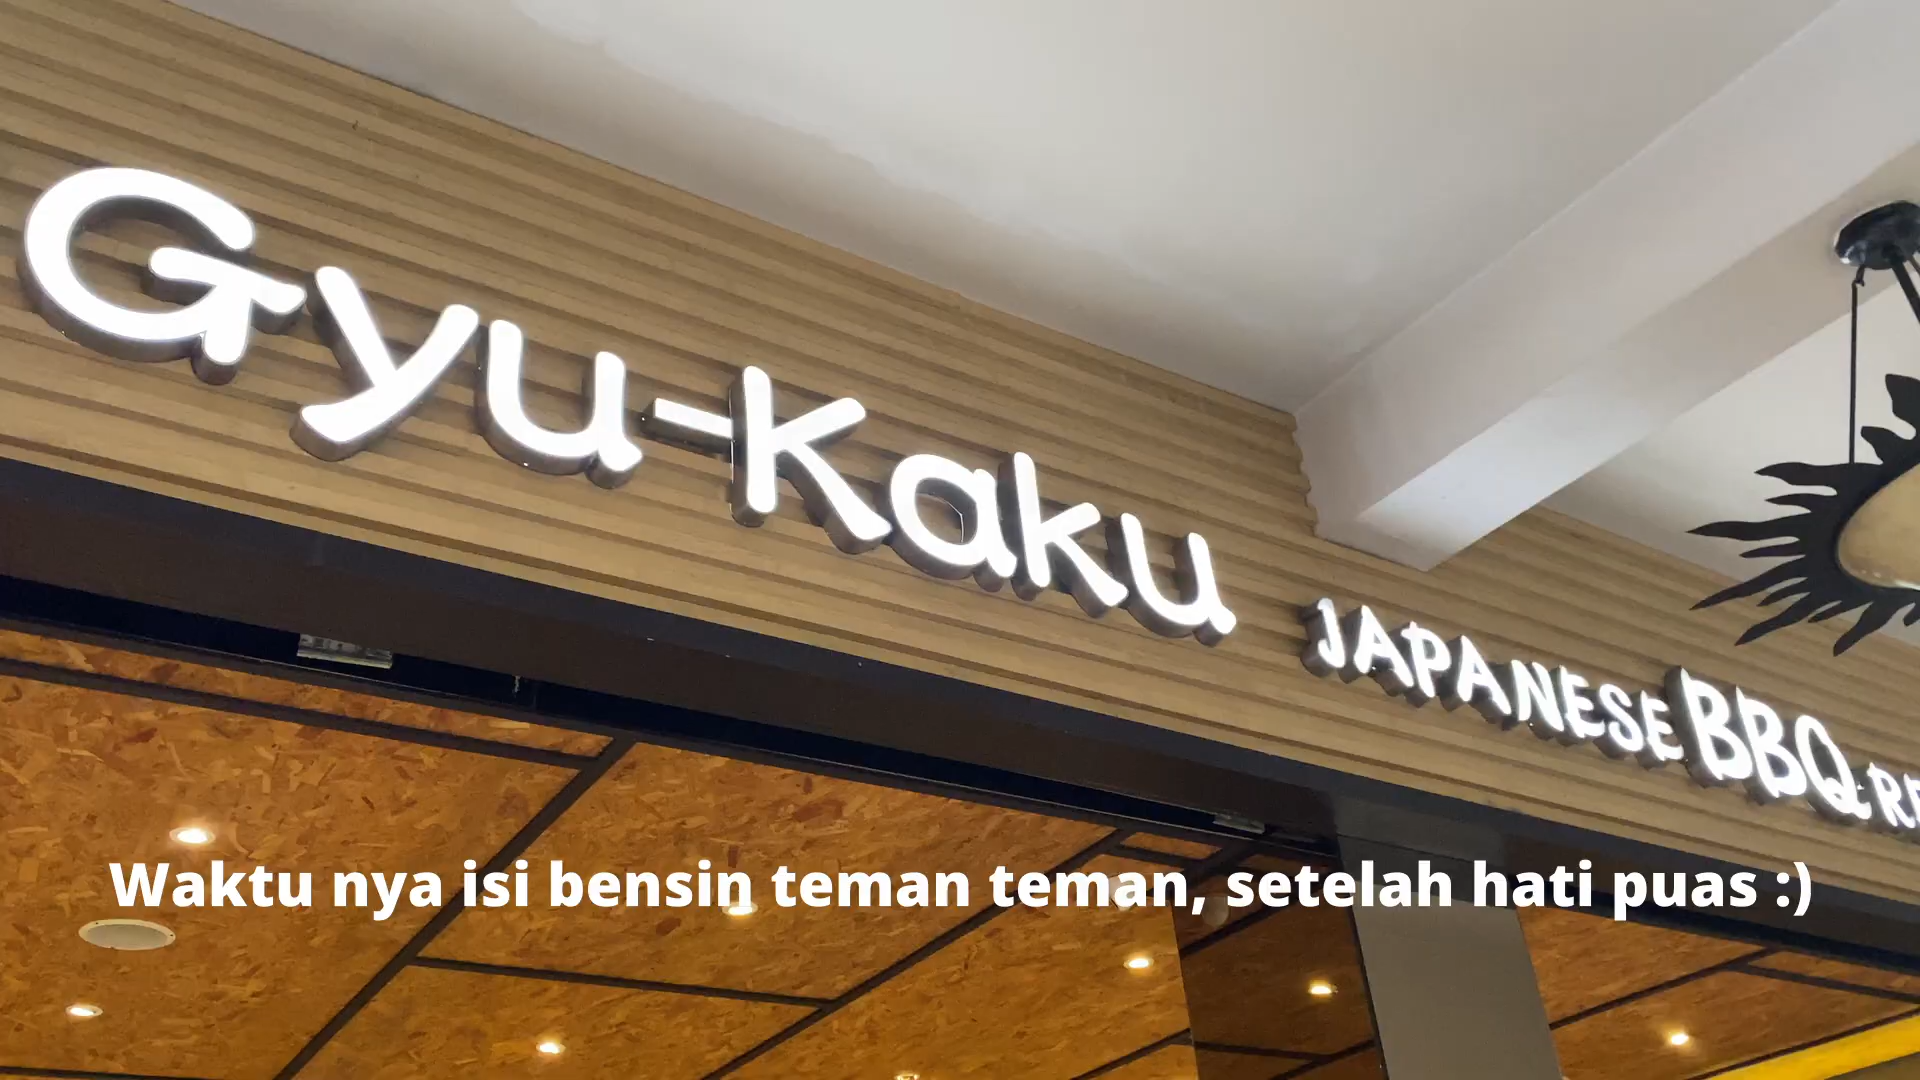 Gyu-Kaku
JAPANESE BBQ
Waktu nya isi bensin teman teman, setelah hati puas :)